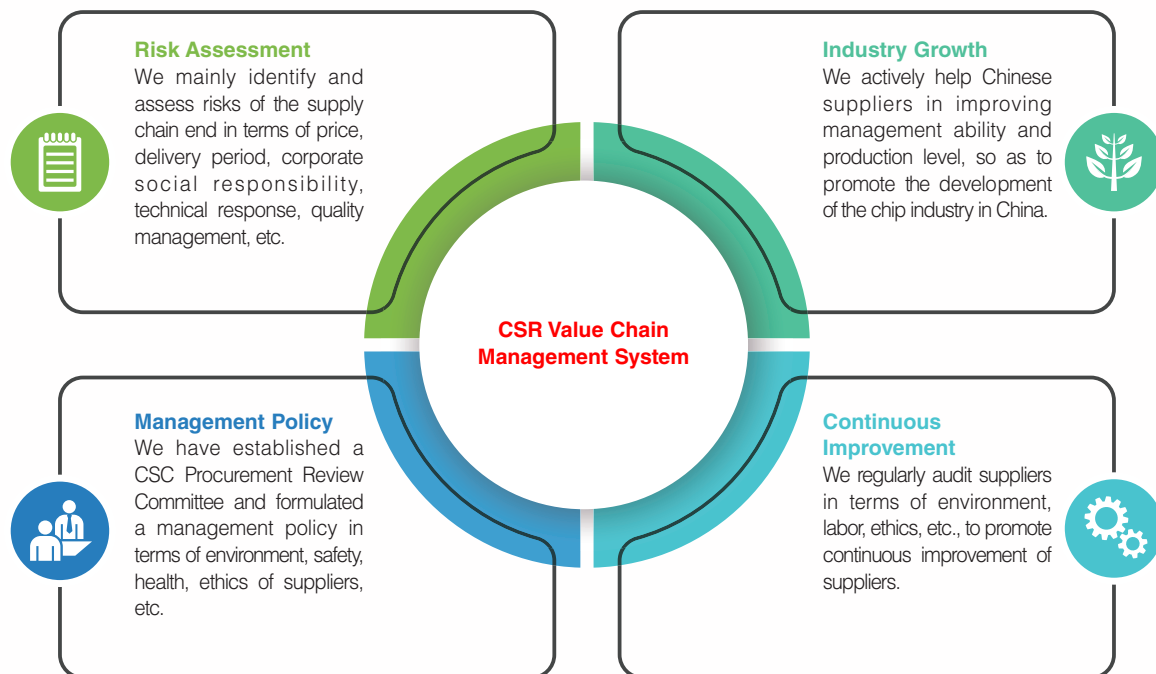 Risk Assessment
We mainly identify and
assess risks of the supply
chain end in terms of price,
delivery period, corporate
social responsibility,
technical response, quality
management, etc.
Industry Growth
We actively help Chinese
suppliers in improving
management ability and
production level, so as to
promote the development
of the chip industry in China.
CSR Value Chain
Management System
Management Policy
We have established a
CSC Procurement Review
Committee and formulated
a management policy in
terms of environment, safety,
health, ethics of suppliers,
etc.
Continuous
Improvement
We regularly audit suppliers
in terms of environment,
labor, ethics, etc., to promote
continuous improvement of
suppliers.